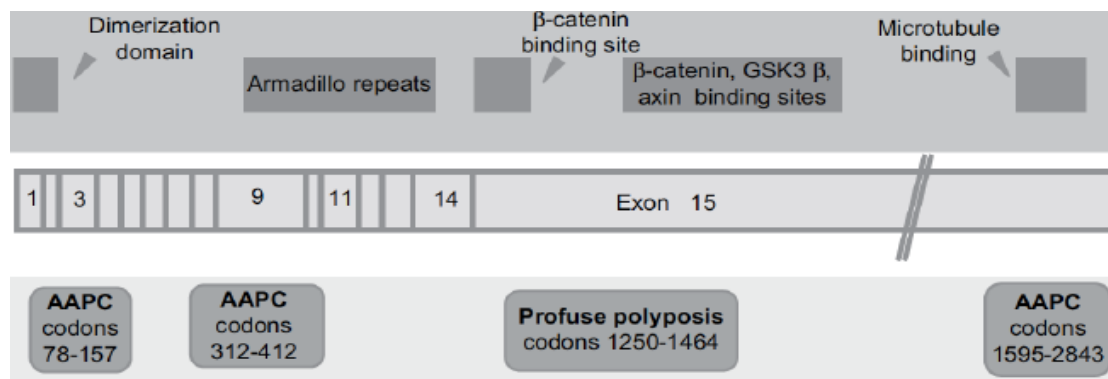 Dimerization
domain
Armadillo repeats
β-catenin
binding site
β-catenin, GSK3 β,
axin binding sites
Microtubule
binding
1 3 9 11 14 Exon 15
AAPC
codons
78-157
AAPC
codons
312-412
Profuse polyposis
codons 1250-1464
AAPC
codons
1595-2843